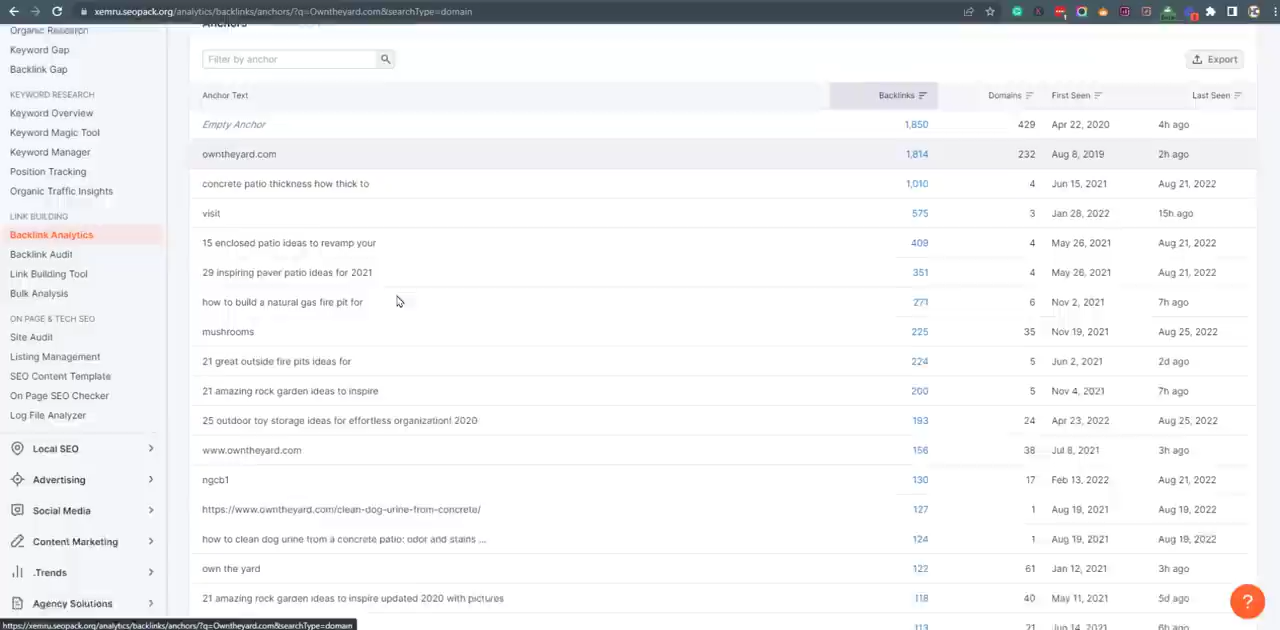 xemru.seopack.org/analytics/backlinks/anchors/?q=Owntheyard.com&searchType=domain
Organic Research
Keyword Gap
Backlink Gap
KEYWORD RESEARCH
Keyword Overview
Keyword Magic Tool
Keyword Manager
Position Tracking
Organic Traffic Insights
LINK BUILDING
Backlink Analytics
Backlink Audit
Link Building Tool
Bulk Analysis
ON PAGE & TECH SEO
Site Audit
Listing Management
SEO Content Template
On Page SEO Checker
Log File Analyzer
Local SEO
Advertising
Social Media
Content Marketing
.Trends
Agency Solutions
Anchors
Filter by anchor
Export
Anchor Text Backlinks Domains First Seen Last Seen
Empty Anchor 1,850 429 Apr 22, 2020 4h ago
owntheyard.com 1,814 232 Aug 8, 2019 2h ago
concrete patio thickness how thick to 1,010 4 Jun 15, 2021 Aug 21, 2022
visit 575 3 Jan 28, 2022 15h ago
15 enclosed patio ideas to revamp your 409 4 May 26, 2021 Aug 21, 2022
29 inspiring paver patio ideas for 2021 351 4 May 26, 2021 Aug 21, 2022
how to build a natural gas fire pit for 271 6 Nov 2, 2021 7h ago
mushrooms 225 35 Nov 19, 2021 Aug 25, 2022
21 great outside fire pits ideas for 224 5 Jun 2, 2021 2d ago
21 amazing rock garden ideas to inspire 200 5 Nov 4, 2021 7h ago
25 outdoor toy storage ideas for effortless organization! 2020 193 24 Apr 23, 2022 Aug 25, 2022
www.owntheyard.com 156 38 Jul 8, 2021 3h ago
ngcb1 130 17 Feb 13, 2022 Aug 21, 2022
https://www.owntheyard.com/clean-dog-urine-from-concrete/ 127 1 Aug 19, 2021 Aug 19, 2022
how to clean dog urine from a concrete patio: odor and stains ... 124 1 Aug 19, 2021 Aug 19, 2022
own the yard 122 61 Jan 12, 2021 3h ago
21 amazing rock garden ideas to inspire updated 2020 with pictures 118 40 May 11, 2021 5d ago
113 21 Jun 14, 2021 6h ago
?
https://xemru.seopack.org/analytics/backlinks/anchors/?q=Owntheyard.com&searchType=domain